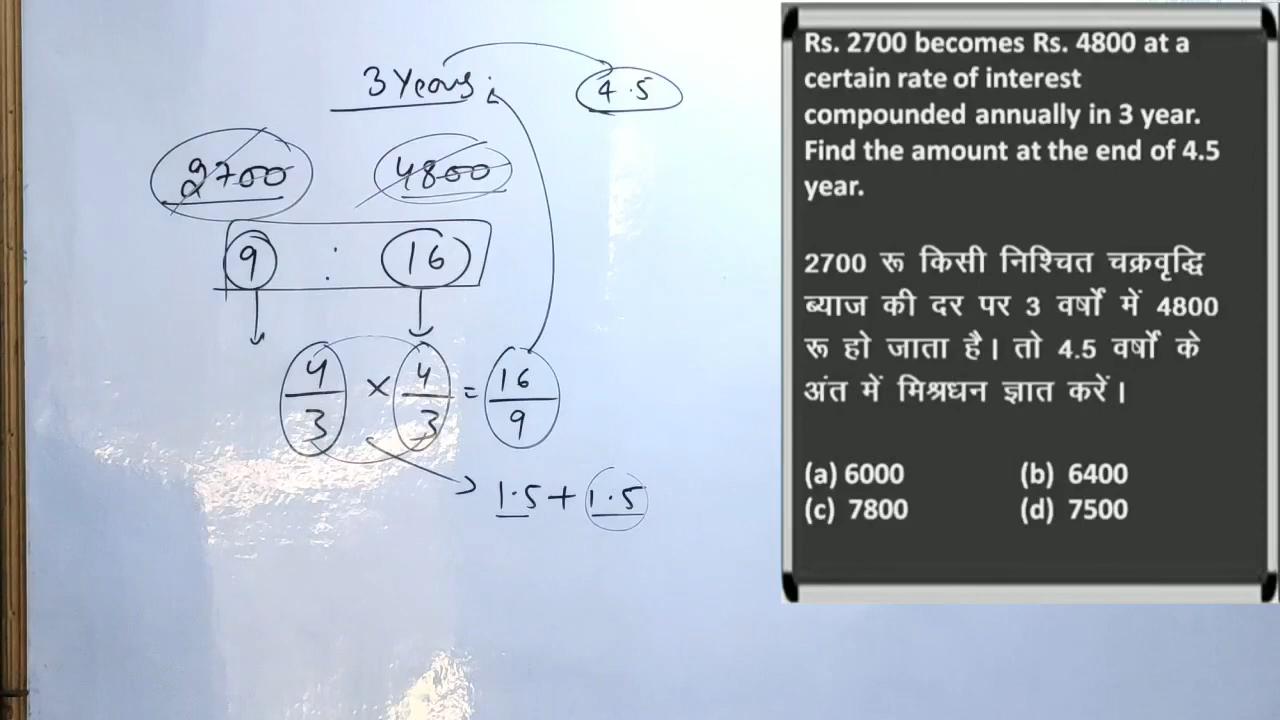 3 Years. 4.5
2700 4800
9 : 16
4/3 × 4/3 = 16/9
1.5 + 1.5
Rs. 2700 becomes Rs. 4800 at a
certain rate of interest
compounded annually in 3 year.
Find the amount at the end of 4.5
year.
2700 रू किसी निश्चित चक्रवृद्धि
ब्याज की दर पर 3 वर्षों में 4800
रू हो जाता है। तो 4.5 वर्षों के
अंत में मिश्रधन ज्ञात करें।
(a) 6000 (b) 6400
(c) 7800 (d) 7500